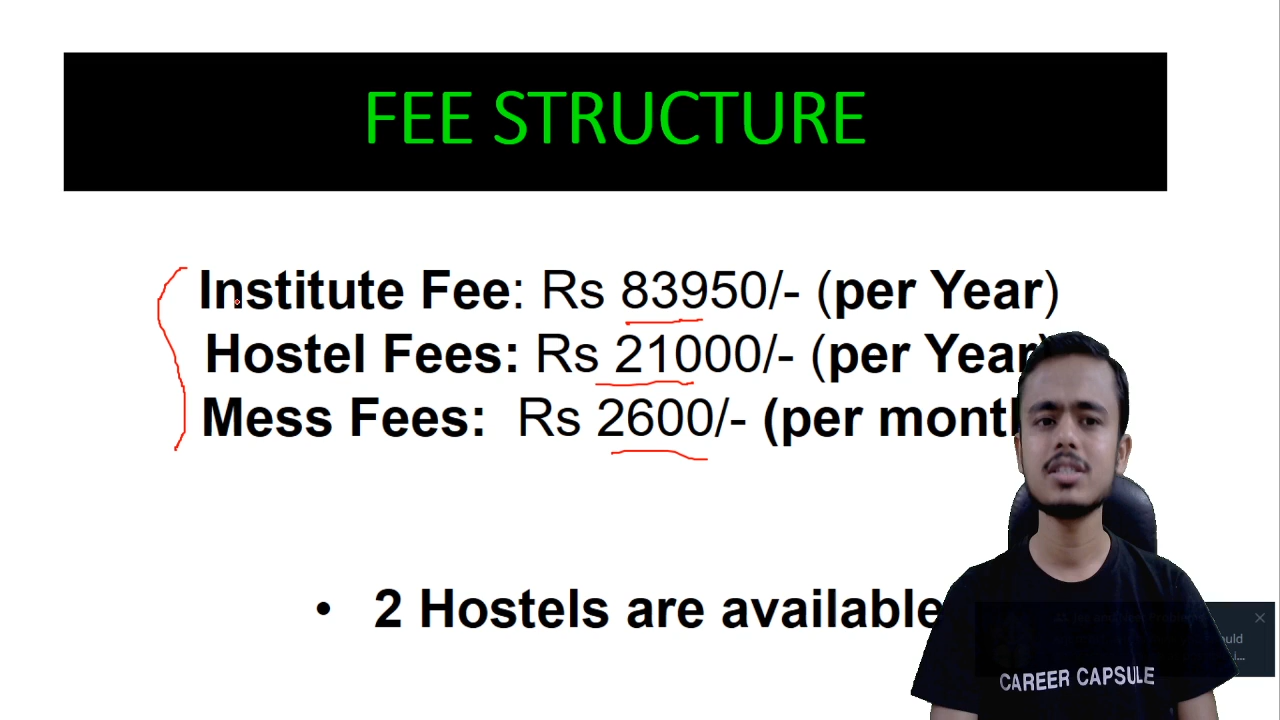 FEE STRUCTURE
Institute Fee: Rs 83950/- (per Year)
Hostel Fees: Rs 21000/- (per Year)
Mess Fees: Rs 2600/- (per month
• 2 Hostels are available
CAREER CAPSULE